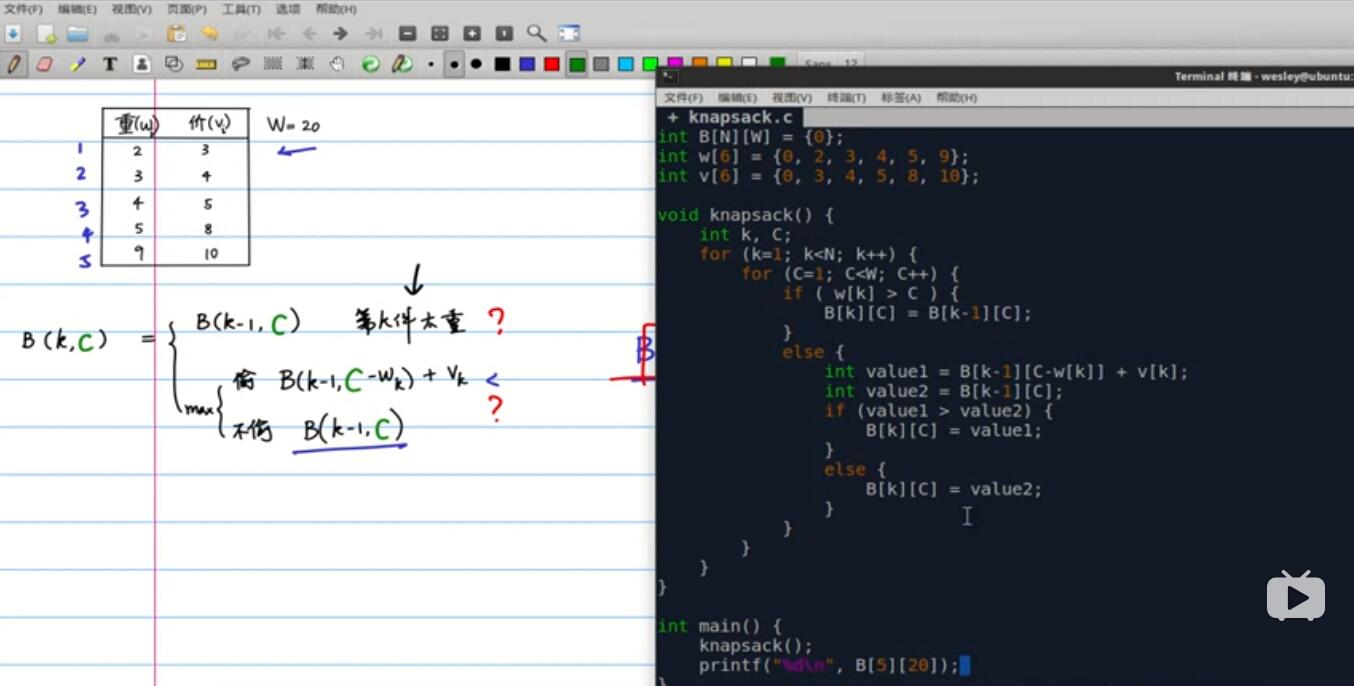 文件(F) 编辑(E) 视图(V) 页面(P) 工具(T) 选项 帮助(H)
Sans 12
重(wᵢ) 价(vᵢ) W=20
1 2 3
2 3 4
3 4 5
4 5 8
5 9 10
B(k-1, C) 第k件太重 ?
B(k,C) =
偷 B(k-1, C-wk) + vk <
max ?
不偷 B(k-1, C)
B
Terminal 终端 - wesley@ubuntu:
文件(F) 编辑(E) 视图(V) 终端(T) 标签(A) 帮助(H)
+ knapsack.c
int B[N][W] = {0};
int w[6] = {0, 2, 3, 4, 5, 9};
int v[6] = {0, 3, 4, 5, 8, 10};
void knapsack() {
int k, C;
for (k=1; k<N; k++) {
for (C=1; C<W; C++) {
if ( w[k] > C ) {
B[k][C] = B[k-1][C];
}
else {
int value1 = B[k-1][C-w[k]] + v[k];
int value2 = B[k-1][C];
if (value1 > value2) {
B[k][C] = value1;
}
else {
B[k][C] = value2;
}
}
}
}
}
int main() {
knapsack();
printf("%d\n", B[5][20]);
}